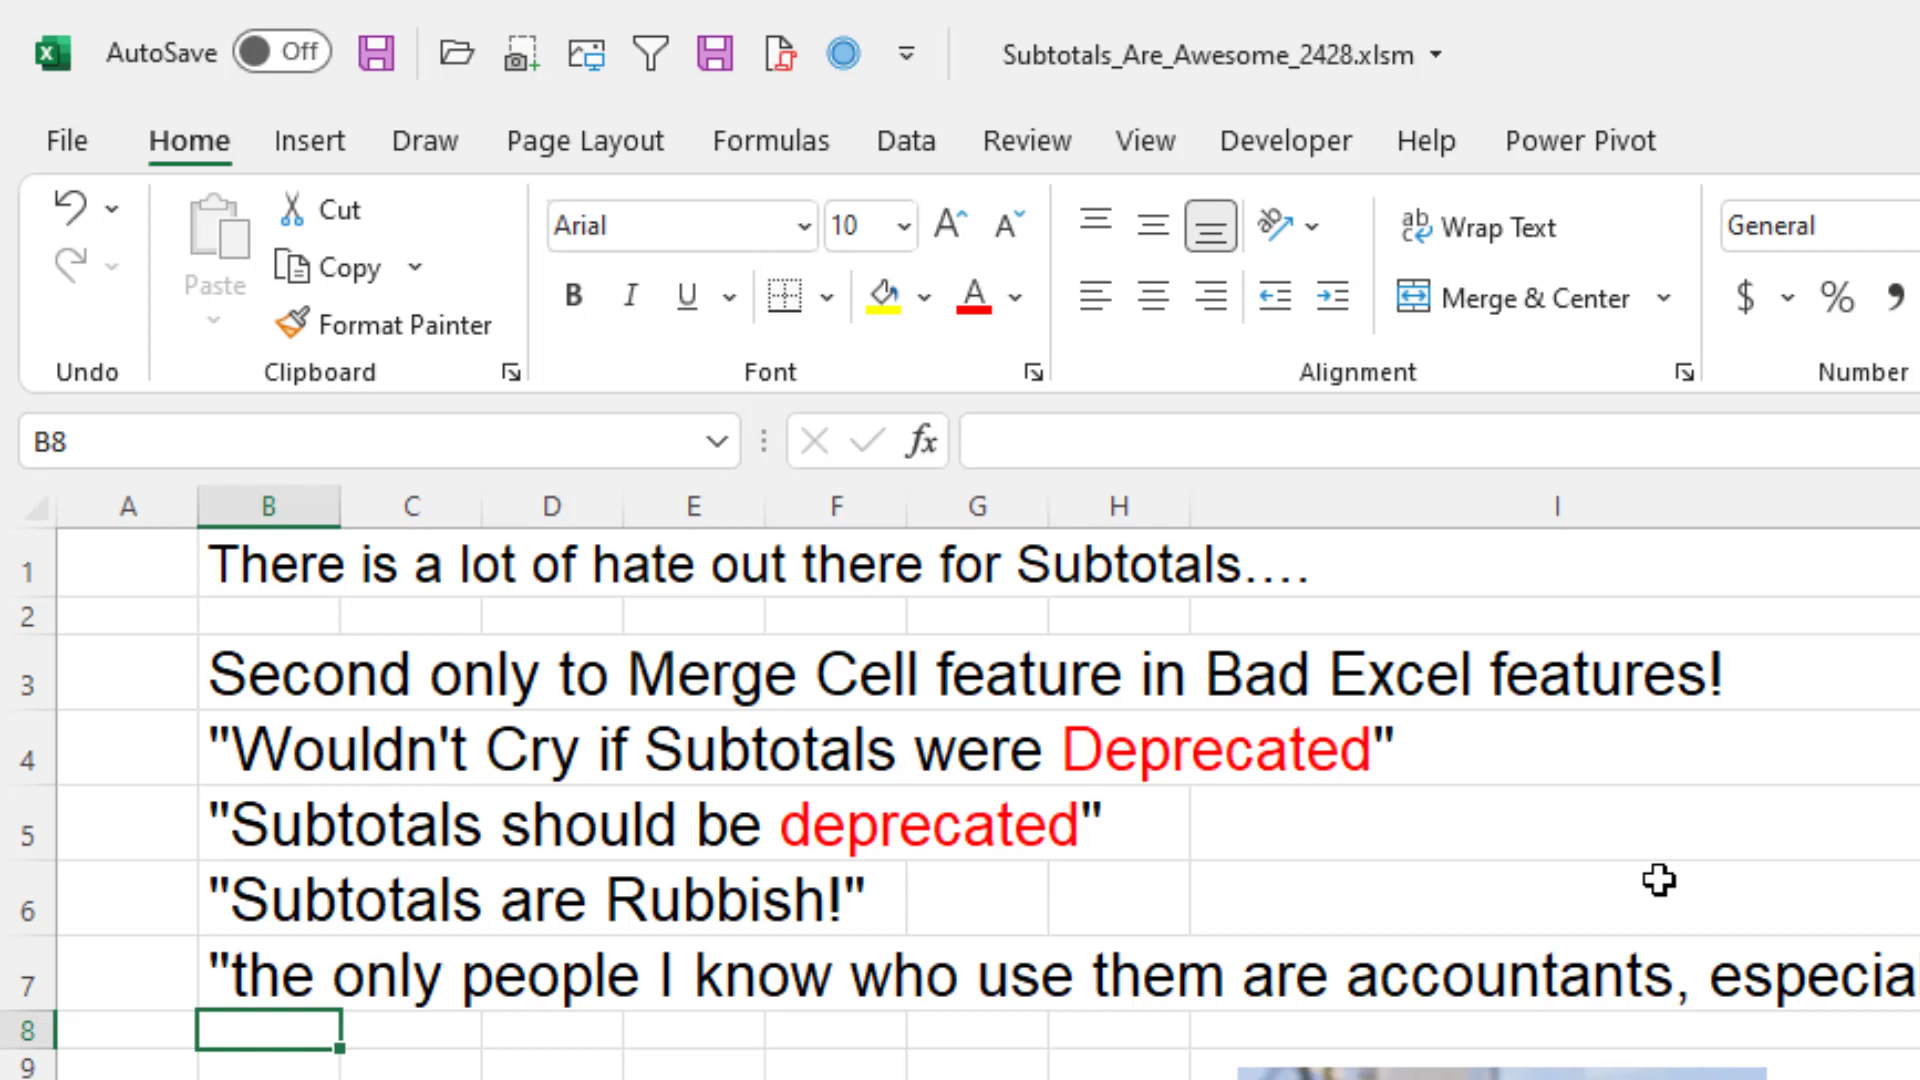 AutoSave Off Subtotals_Are_Awesome_2428.xlsm
File Home Insert Draw Page Layout Formulas Data Review View Developer Help Power Pivot
Cut
Copy
Format Painter
Paste
Undo
Clipboard
Arial 10
B I U A
Font
ab
Wrap Text
Merge & Center
Alignment
General
$ % ,
Number
B8 fx
A B C D E F G H I
1 There is a lot of hate out there for Subtotals....
2
3 Second only to Merge Cell feature in Bad Excel features!
4 "Wouldn't Cry if Subtotals were Deprecated"
5 "Subtotals should be deprecated"
6 "Subtotals are Rubbish!"
7 "the only people I know who use them are accountants, especial
8
9